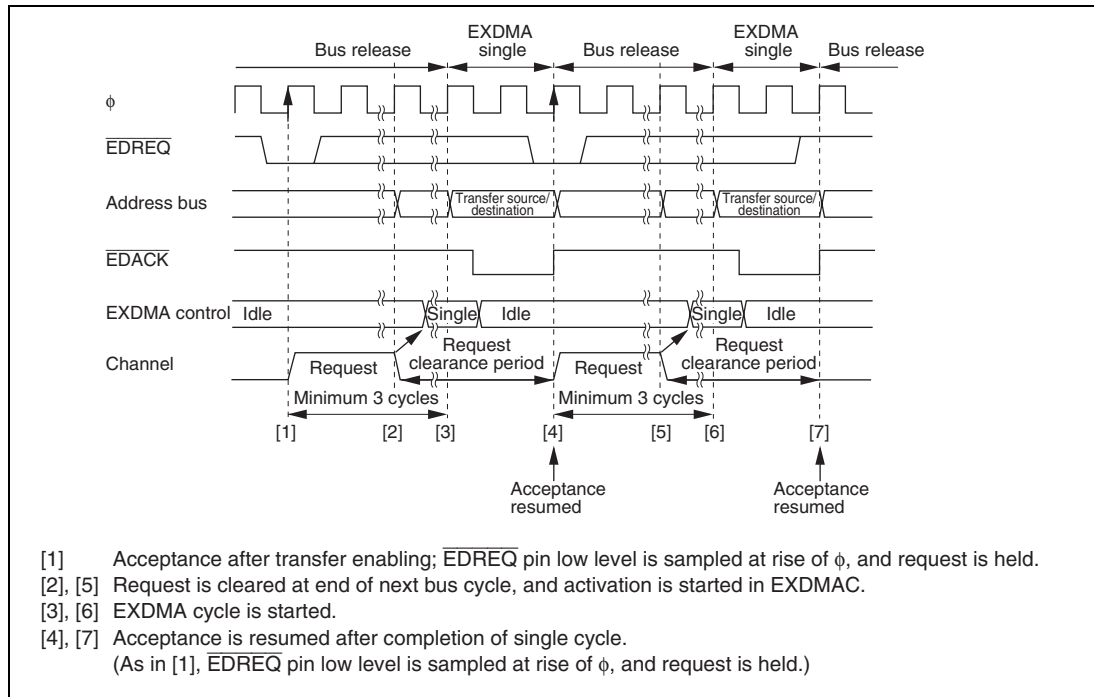 EXDMA EXDMA
Bus release single Bus release single Bus release
φ
EDREQ
Address bus Transfer source/ Transfer source/
destination destination
EDACK
EXDMA control Idle Single Idle Single Idle
Request Request
Channel Request clearance period Request clearance period
Minimum 3 cycles Minimum 3 cycles
[1] [2] [3] [4] [5] [6] [7]
Acceptance Acceptance
resumed resumed
[1] Acceptance after transfer enabling; EDREQ pin low level is sampled at rise of φ, and request is held.
[2], [5] Request is cleared at end of next bus cycle, and activation is started in EXDMAC.
[3], [6] EXDMA cycle is started.
[4], [7] Acceptance is resumed after completion of single cycle.
(As in [1], EDREQ pin low level is sampled at rise of φ, and request is held.)